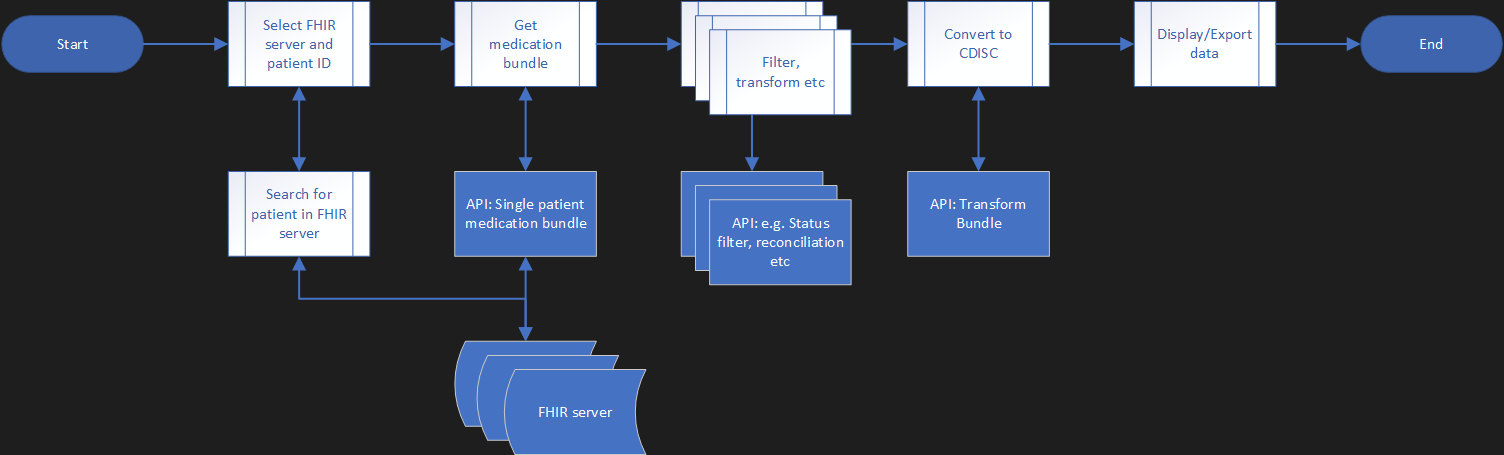 Start
Select FHIR
server and
patient ID
Get
medication
bundle
Filter,
transform etc
Convert to
CDISC
Display/Export
data
End
Search for
patient in FHIR
server
API: Single patient
medication bundle
API: e.g. Status
filter, reconciliation
etc
API: Transform
Bundle
FHIR server